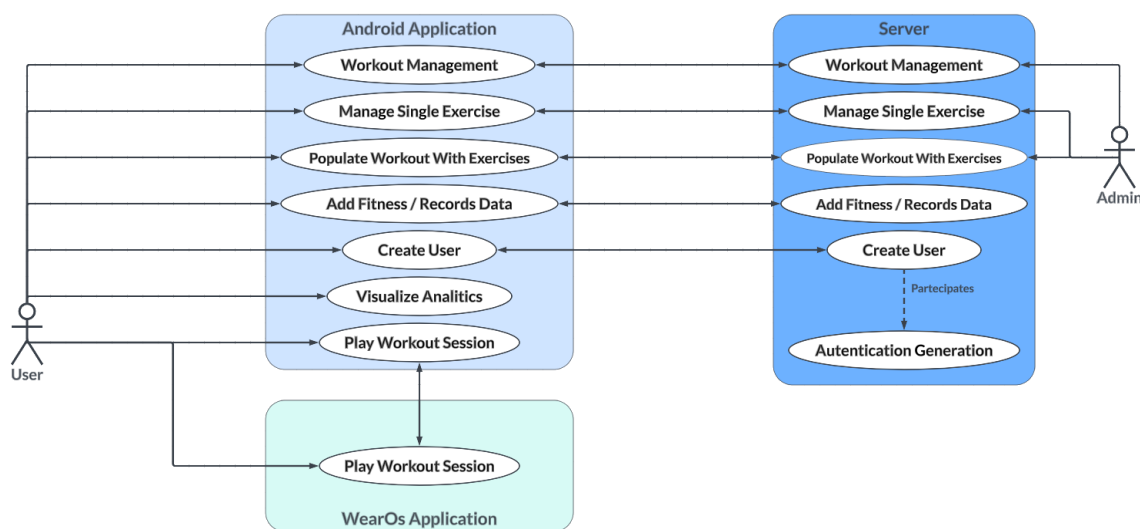 Android Application
Server
Workout Management
Workout Management
Manage Single Exercise
Manage Single Exercise
Populate Workout With Exercises
Populate Workout With Exercises
Add Fitness / Records Data
Add Fitness / Records Data
Admin
Create User
Create User
Partecipates
Visualize Analitics
Play Workout Session
Autentication Generation
User
Play Workout Session
WearOs Application